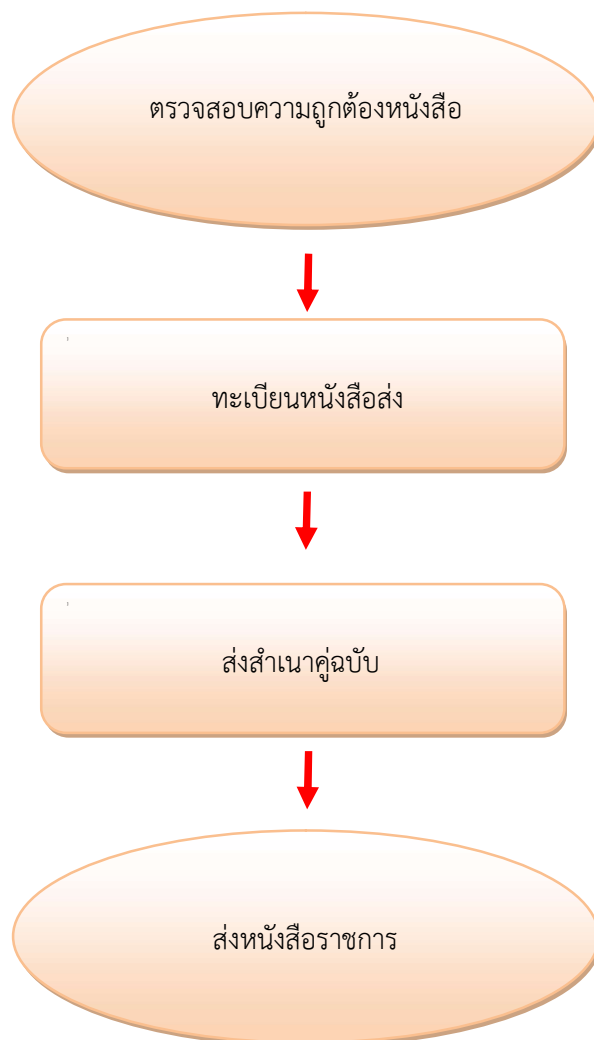 ตรวจสอบความถูกต้องหนังสือ
ทะเบียนหนังสือส่ง
ส่งสำเนาคู่ฉบับ
ส่งหนังสือราชการ